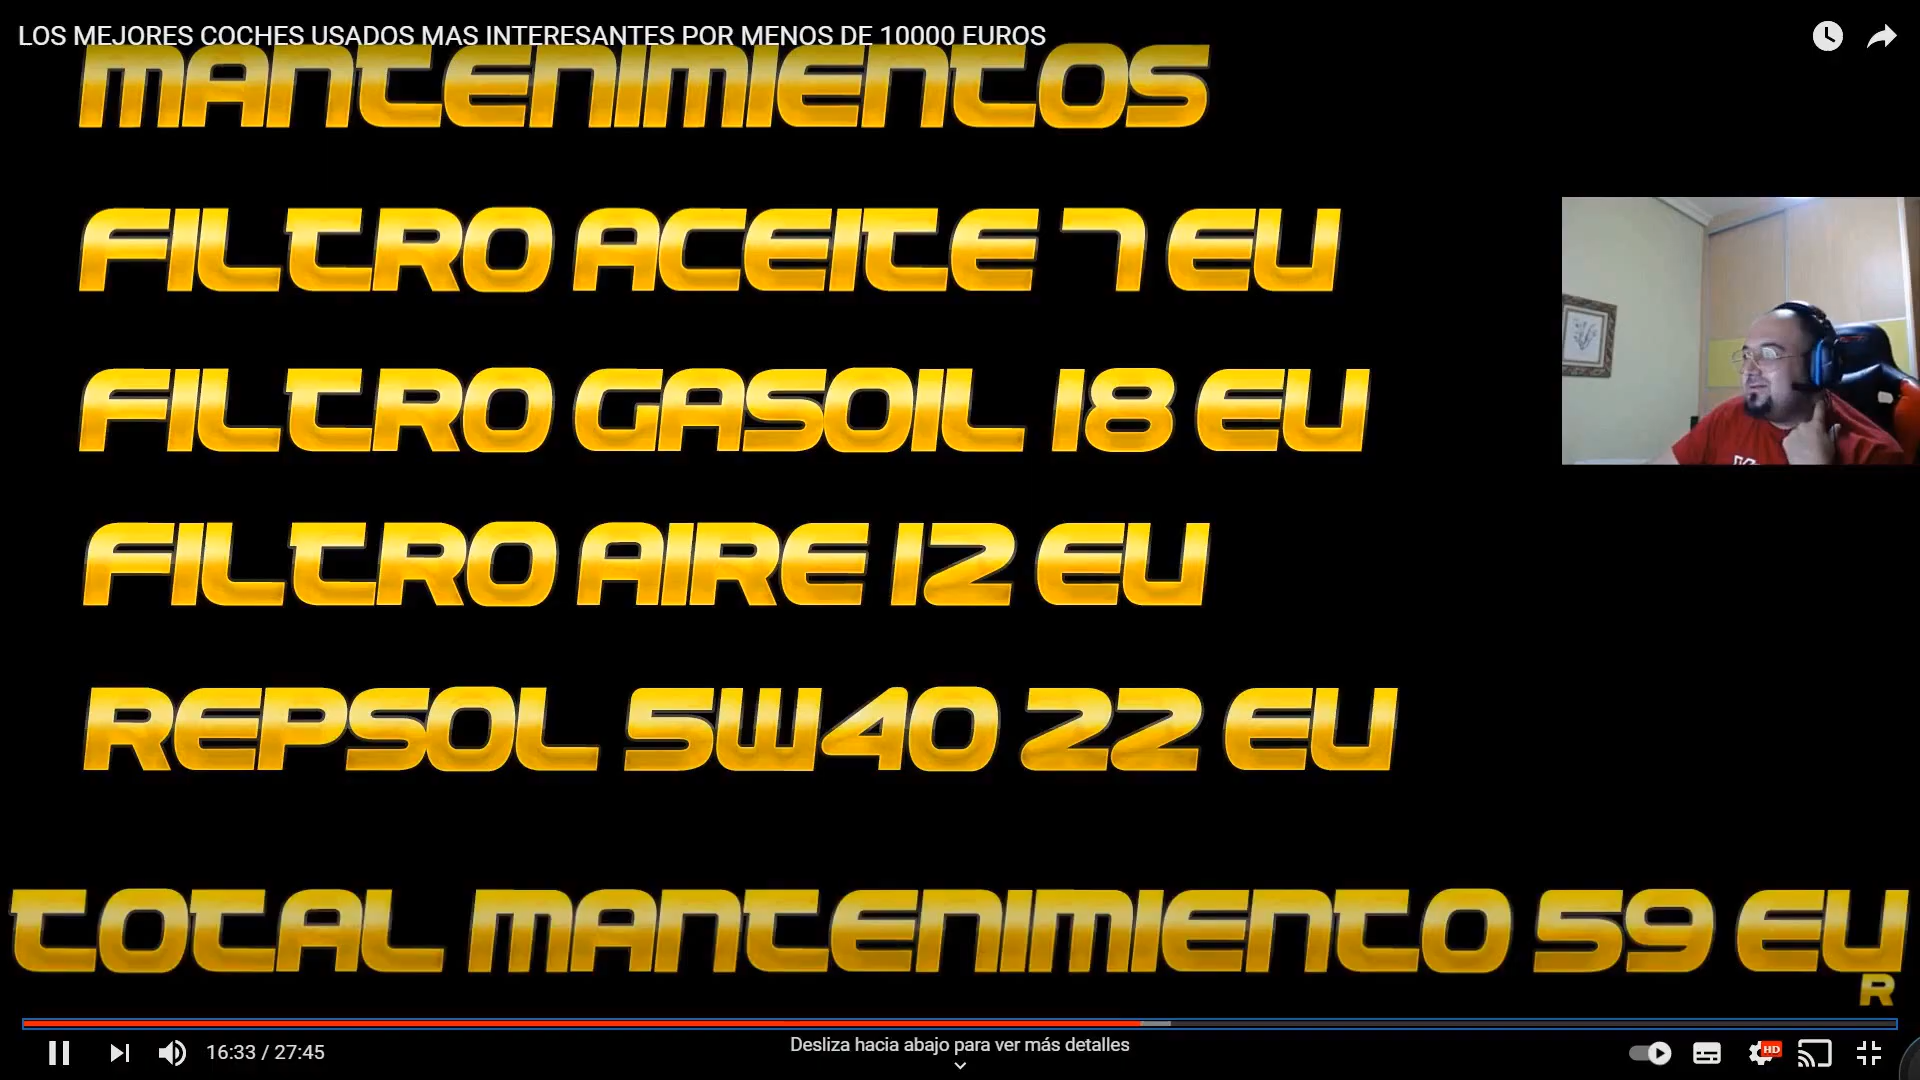 LOS MEJORES COCHES USADOS MAS INTERESANTES POR MENOS DE 10000 EUROS
MANTENIMIENTOS
FILTRO ACEITE 7 EU
FILTRO GASOIL 18 EU
FILTRO AIRE 12 EU
REPSOL 5W40 22 EU
TOTAL MANTENIMIENTO 59 EU
R
16:33 / 27:45
Desliza hacia abajo para ver más detalles
HD